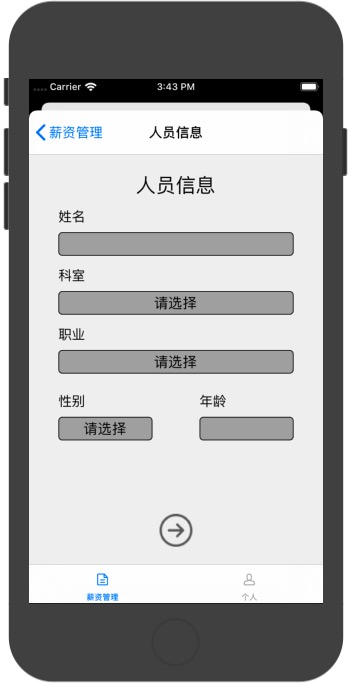 Carrier 3:43 PM
薪资管理 人员信息
人员信息
姓名
科室
请选择
职业
请选择
性别 年龄
请选择
薪资管理 个人